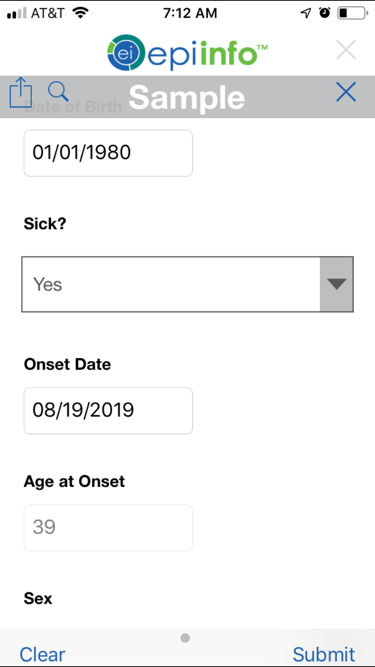 AT&T 7:12 AM
ei epiinfo™
Date of Birth
Sample
01/01/1980
Sick?
Yes
Onset Date
08/19/2019
Age at Onset
39
Sex
Clear Submit